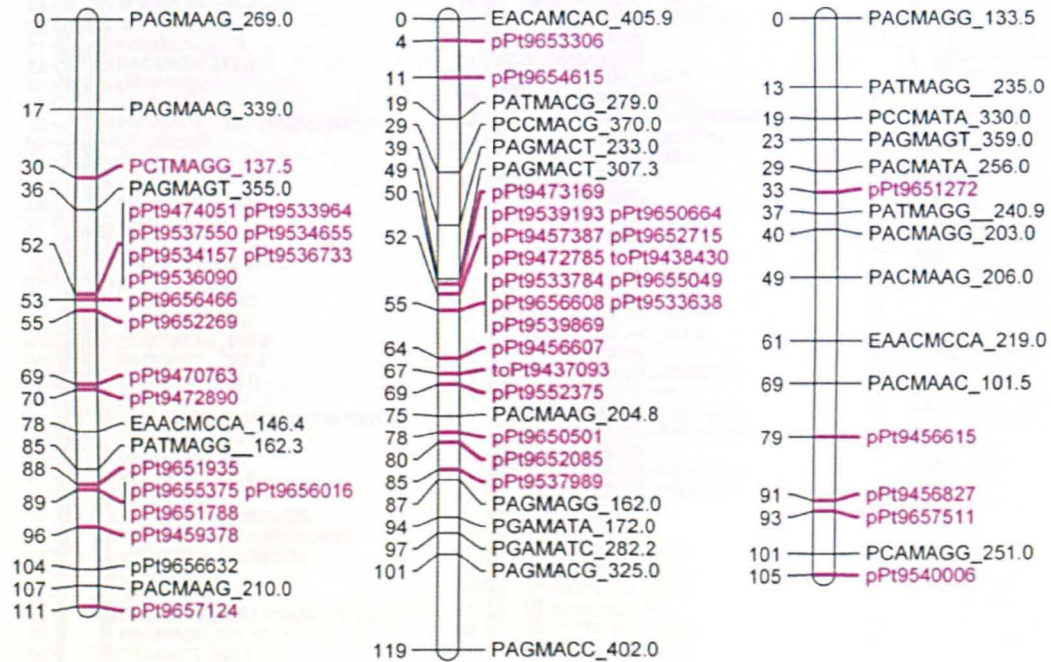 0 PAGMAAG_269.0
17 PAGMAAG_339.0
30 PCTMAGG_137.5
36 PAGMAGT_355.0
pPt9474051 pPt9533964
pPt9537550 pPt9534655
52 pPt9534157 pPt9536733
pPt9536090
53 pPt9656466
55 pPt9652269
69 pPt9470763
70 pPt9472890
78 EAACMCCA_146.4
85 PATMAGG__162.3
88 pPt9651935
89 pPt9655375 pPt9656016
pPt9651788
96 pPt9459378
104 pPt9656632
107 PACMAAG_210.0
111 pPt9657124
0 EACAMCAC_405.9
4 pPt9653306
11 pPt9654615
19 PATMACG_279.0
29 PCCMACG_370.0
39 PAGMACT_233.0
49 PAGMACT_307.3
50 pPt9473169
pPt9539193 pPt9650664
52 pPt9457387 pPt9652715
pPt9472785 toPt9438430
pPt9533784 pPt9655049
55 pPt9656608 pPt9533638
pPt9539869
64 pPt9456607
67 toPt9437093
69 pPt9552375
75 PACMAAG_204.8
78 pPt9650501
80 pPt9652085
85 pPt9537989
87 PAGMAGG_162.0
94 PGAMATA_172.0
97 PGAMATC_282.2
101 PAGMACG_325.0
119 PAGMACC_402.0
0 PACMAGG_133.5
13 PATMAGG__235.0
19 PCCMATA_330.0
23 PAGMAGT_359.0
29 PACMATA_256.0
33 pPt9651272
37 PATMAGG__240.9
40 PACMAGG_203.0
49 PACMAAG_206.0
61 EAACMCCA_219.0
69 PACMAAC_101.5
79 pPt9456615
91 pPt9456827
93 pPt9657511
101 PCAMAGG_251.0
105 pPt9540006